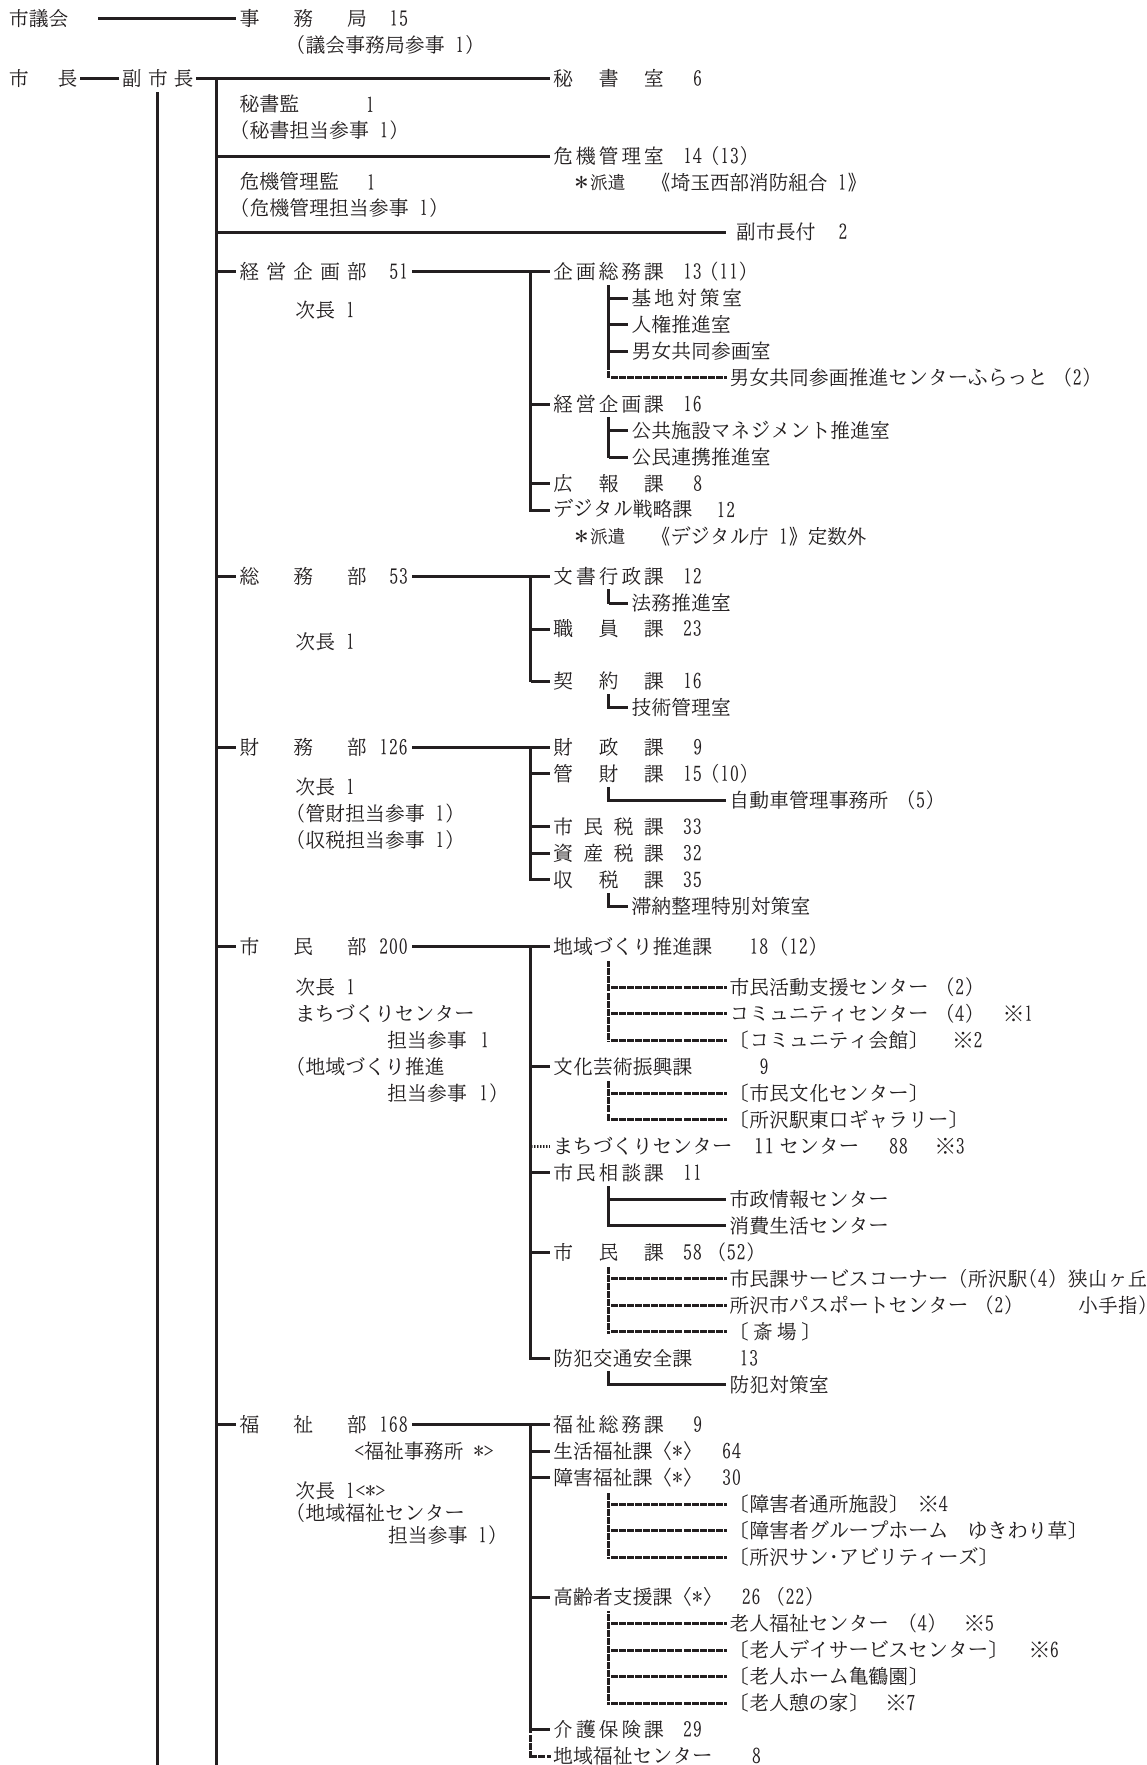 市議会　事　務　局　15
（議会事務局参事 1）
市　長　副市長　秘　書　室　6
秘書監　1
（秘書担当参事 1）
危機管理室　14（13）
危機管理監　1　＊派遣　《埼玉西部消防組合 1》
（危機管理担当参事 1）
副市長付　2
経営企画部　51　企画総務課　13（11）
基地対策室
次長 1
人権推進室
男女共同参画室
男女共同参画推進センターふらっと （2）
経営企画課　16
公共施設マネジメント推進室
公民連携推進室
広　報　課　8
デジタル戦略課　12
＊派遣　《デジタル庁 1》定数外
総　務　部　53　文書行政課　12
法務推進室
職　員　課　23
次長 1
契　約　課　16
技術管理室
財　務　部 126　財　政　課　9
管　財　課　15（10）
次長 1
自動車管理事務所 （5）
（管財担当参事 1）
市民税課　33
（収税担当参事 1）
資産税課　32
収　税　課　35
滞納整理特別対策室
市　民　部 200　地域づくり推進課　18（12）
次長 1　市民活動支援センター （2）
まちづくりセンター　コミュニティセンター （4）　※1
担当参事 1　〔コミュニティ会館〕　※2
（地域づくり推進　文化芸術振興課　9
担当参事 1）　〔市民文化センター〕
〔所沢駅東口ギャラリー〕
まちづくりセンター　11 センター　88　※3
市民相談課　11
市政情報センター
消費生活センター
市　民　課　58（52）
市民課サービスコーナー（所沢駅(4) 狭山ヶ丘
所沢市パスポートセンター （2）　小手指）
〔斎場〕
防犯交通安全課　13
防犯対策室
福　祉　部 168　福祉総務課　9
<福祉事務所 *>　生活福祉課〈*〉　64
障害福祉課〈*〉　30
次長 1<*>
〔障害者通所施設〕　※4
（地域福祉センター
担当参事 1）　〔障害者グループホーム　ゆきわり草〕
〔所沢サン・アビリティーズ〕
高齢者支援課〈*〉　26（22）
老人福祉センター （4）　※5
〔老人デイサービスセンター〕　※6
〔老人ホーム亀鶴園〕
〔老人憩の家〕　※7
介護保険課　29
地域福祉センター　8